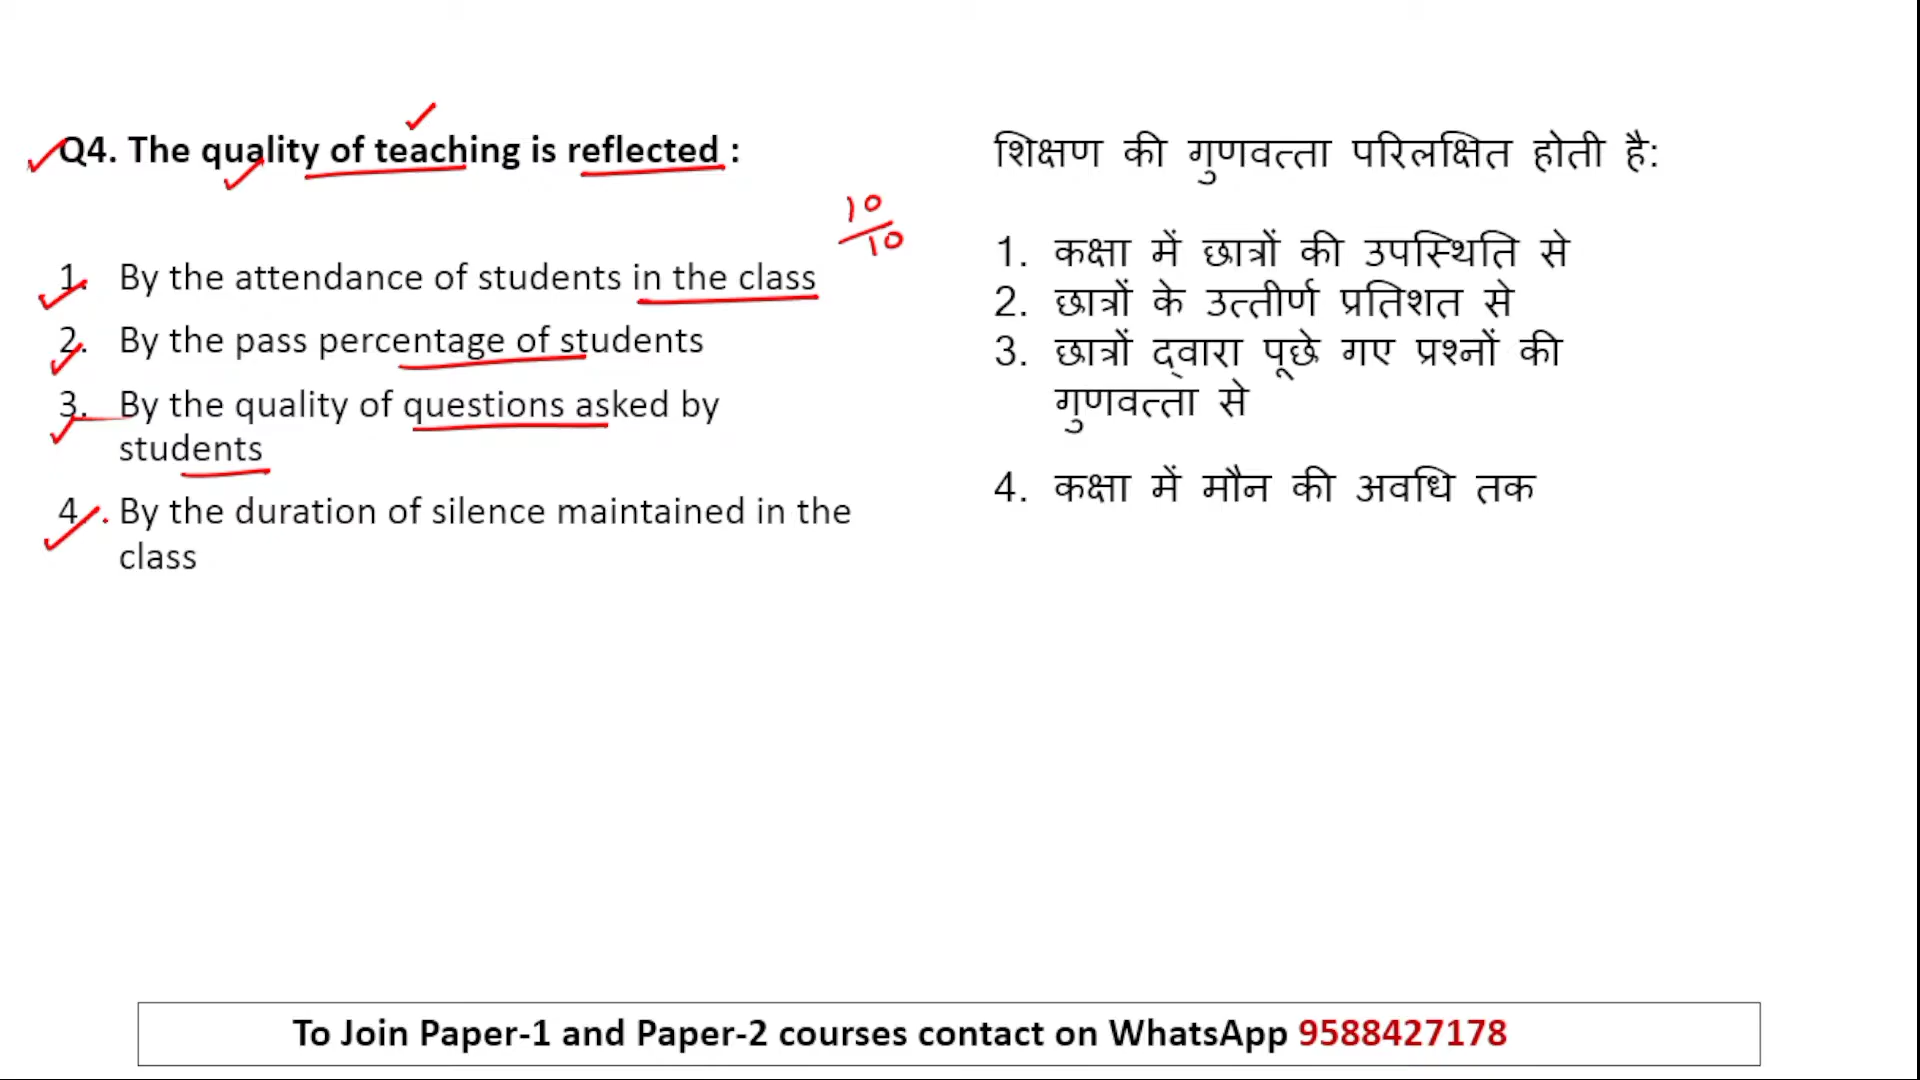 Q4. The quality of teaching is reflected :
10
10
1. By the attendance of students in the class
2. By the pass percentage of students
3. By the quality of questions asked by
students
4. By the duration of silence maintained in the
class
शिक्षण की गुणवत्ता परिलक्षित होती है:
1. कक्षा में छात्रों की उपस्थिति से
2. छात्रों के उत्तीर्ण प्रतिशत से
3. छात्रों द्वारा पूछे गए प्रश्नों की
गुणवत्ता से
4. कक्षा में मौन की अवधि तक
To Join Paper-1 and Paper-2 courses contact on WhatsApp 9588427178